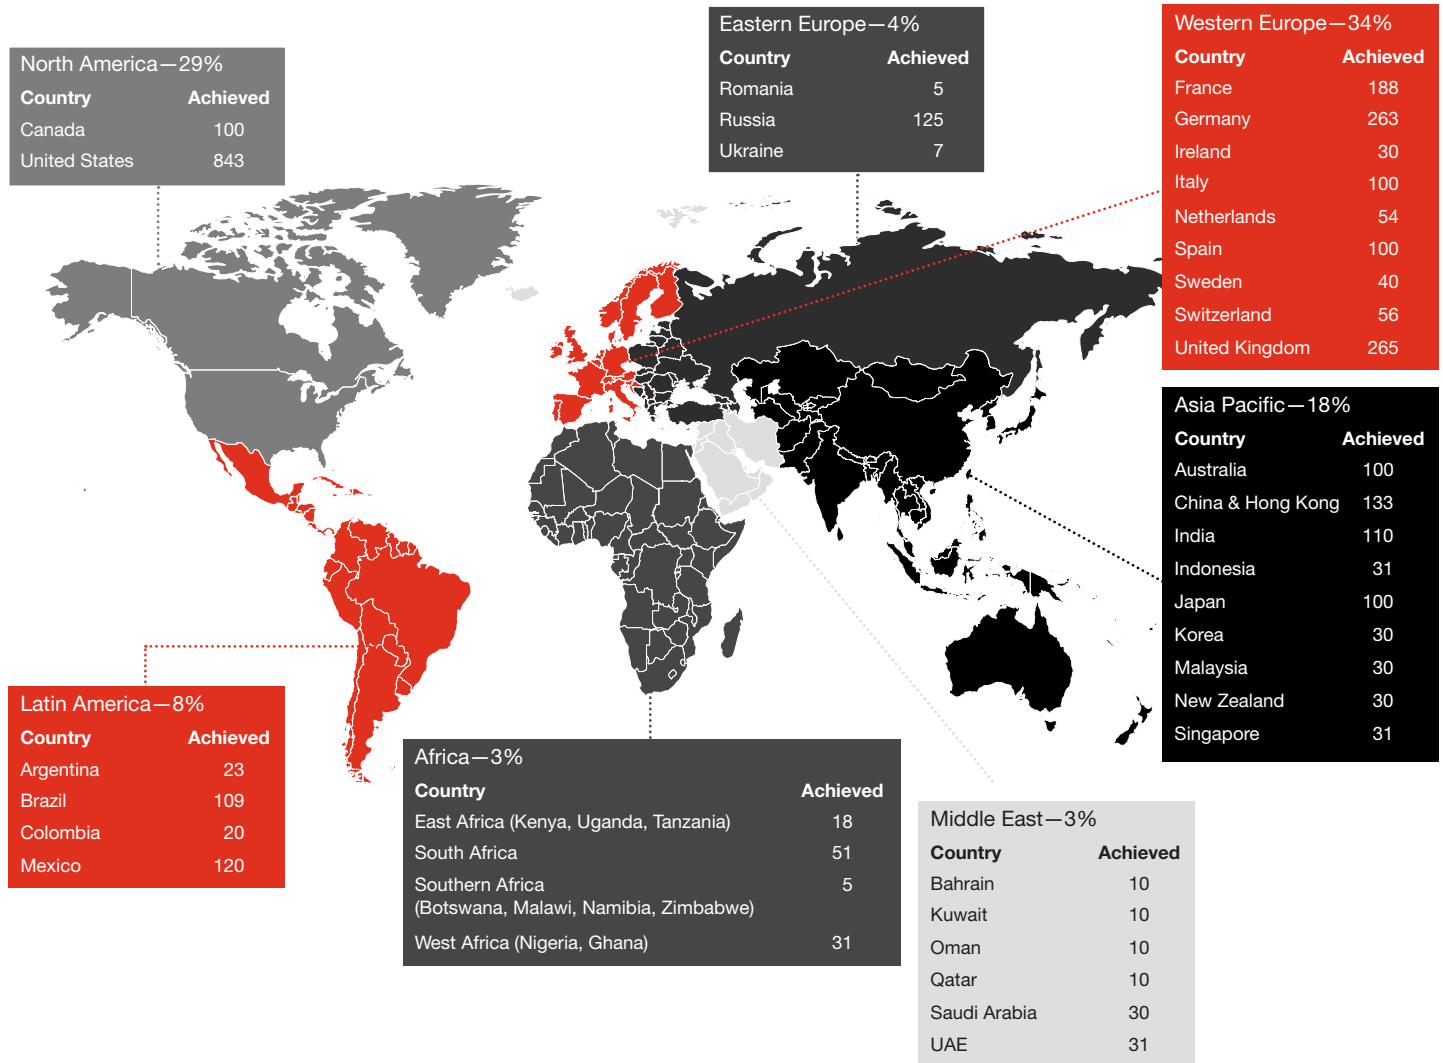 North America—29%
Country Achieved
Canada 100
United States 843
Eastern Europe—4%
Country Achieved
Romania 5
Russia 125
Ukraine 7
Western Europe—34%
Country Achieved
France 188
Germany 263
Ireland 30
Italy 100
Netherlands 54
Spain 100
Sweden 40
Switzerland 56
United Kingdom 265
Asia Pacific—18%
Country Achieved
Australia 100
China & Hong Kong 133
India 110
Indonesia 31
Japan 100
Korea 30
Malaysia 30
New Zealand 30
Singapore 31
Latin America—8%
Country Achieved
Argentina 23
Brazil 109
Colombia 20
Mexico 120
Africa—3%
Country Achieved
East Africa (Kenya, Uganda, Tanzania) 18
South Africa 51
Southern Africa 5
(Botswana, Malawi, Namibia, Zimbabwe)
West Africa (Nigeria, Ghana) 31
Middle East—3%
Country Achieved
Bahrain 10
Kuwait 10
Oman 10
Qatar 10
Saudi Arabia 30
UAE 31